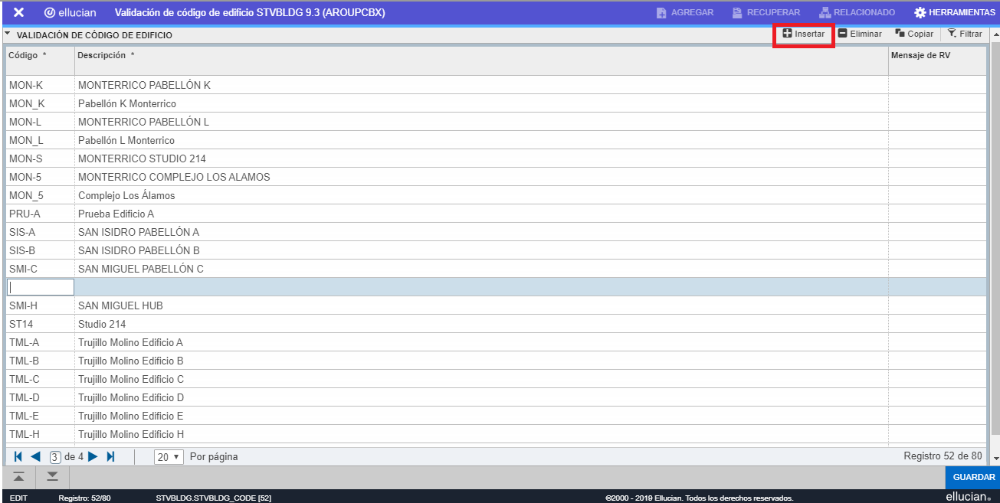 ellucian Validación de código de edificio STVBLDG 9.3 (AROUPCBX) AGREGAR RECUPERAR RELACIONADO HERRAMIENTAS
VALIDACIÓN DE CÓDIGO DE EDIFICIO Insertar Eliminar Copiar Filtrar
Código * Descripción * Mensaje de RV
MON-K MONTERRICO PABELLÓN K
MON_K Pabellón K Monterrico
MON-L MONTERRICO PABELLÓN L
MON_L Pabellón L Monterrico
MON-S MONTERRICO STUDIO 214
MON-5 MONTERRICO COMPLEJO LOS ALAMOS
MON_5 Complejo Los Álamos
PRU-A Prueba Edificio A
SIS-A SAN ISIDRO PABELLÓN A
SIS-B SAN ISIDRO PABELLÓN B
SMI-C SAN MIGUEL PABELLÓN C
SMI-H SAN MIGUEL HUB
ST14 Studio 214
TML-A Trujillo Molino Edificio A
TML-B Trujillo Molino Edificio B
TML-C Trujillo Molino Edificio C
TML-D Trujillo Molino Edificio D
TML-E Trujillo Molino Edificio E
TML-H Trujillo Molino Edificio H
3 de 4 20 Por página Registro 52 de 80
GUARDAR
EDIT Registro: 52/80 STVBLDG.STVBLDG_CODE [52] ©2000 - 2019 Ellucian. Todos los derechos reservados. ellucian.